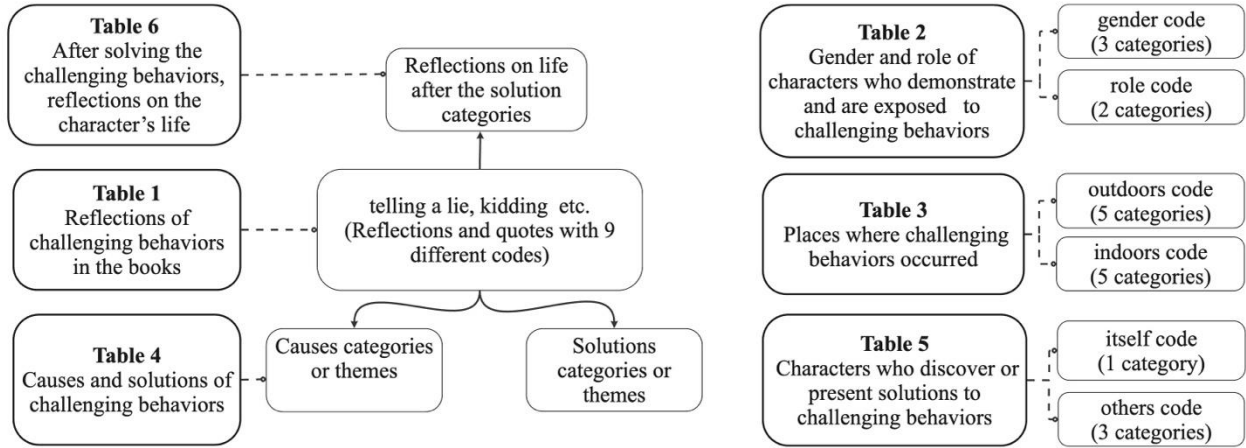 Table 6
After solving the
challenging behaviors,
reflections on the
character's life
Reflections on life
after the solution
categories
Table 1
Reflections of
challenging behaviors
in the books
telling a lie, kidding etc.
(Reflections and quotes with 9
different codes)
Table 4
Causes and solutions of
challenging behaviors
Causes categories
or themes
Solutions
categories or
themes
Table 2
Gender and role of
characters who demonstrate
and are exposed to
challenging behaviors
gender code
(3 categories)
role code
(2 categories)
Table 3
Places where challenging
behaviors occurred
outdoors code
(5 categories)
indoors code
(5 categories)
Table 5
Characters who discover or
present solutions to
challenging behaviors
itself code
(1 category)
others code
(3 categories)